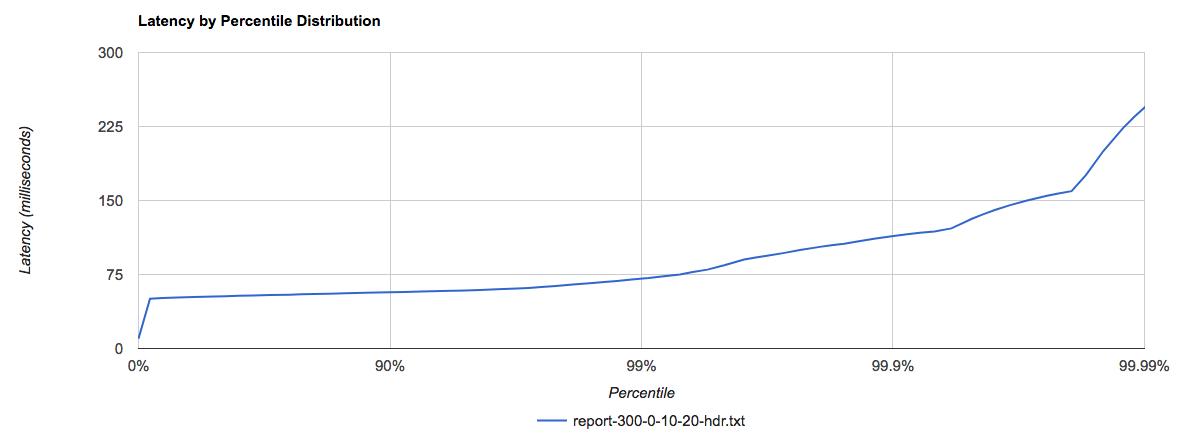 Latency by Percentile Distribution
300
225
150
75
0
Latency (milliseconds)
0% 90% 99% 99.9% 99.99%
Percentile
report-300-0-10-20-hdr.txt